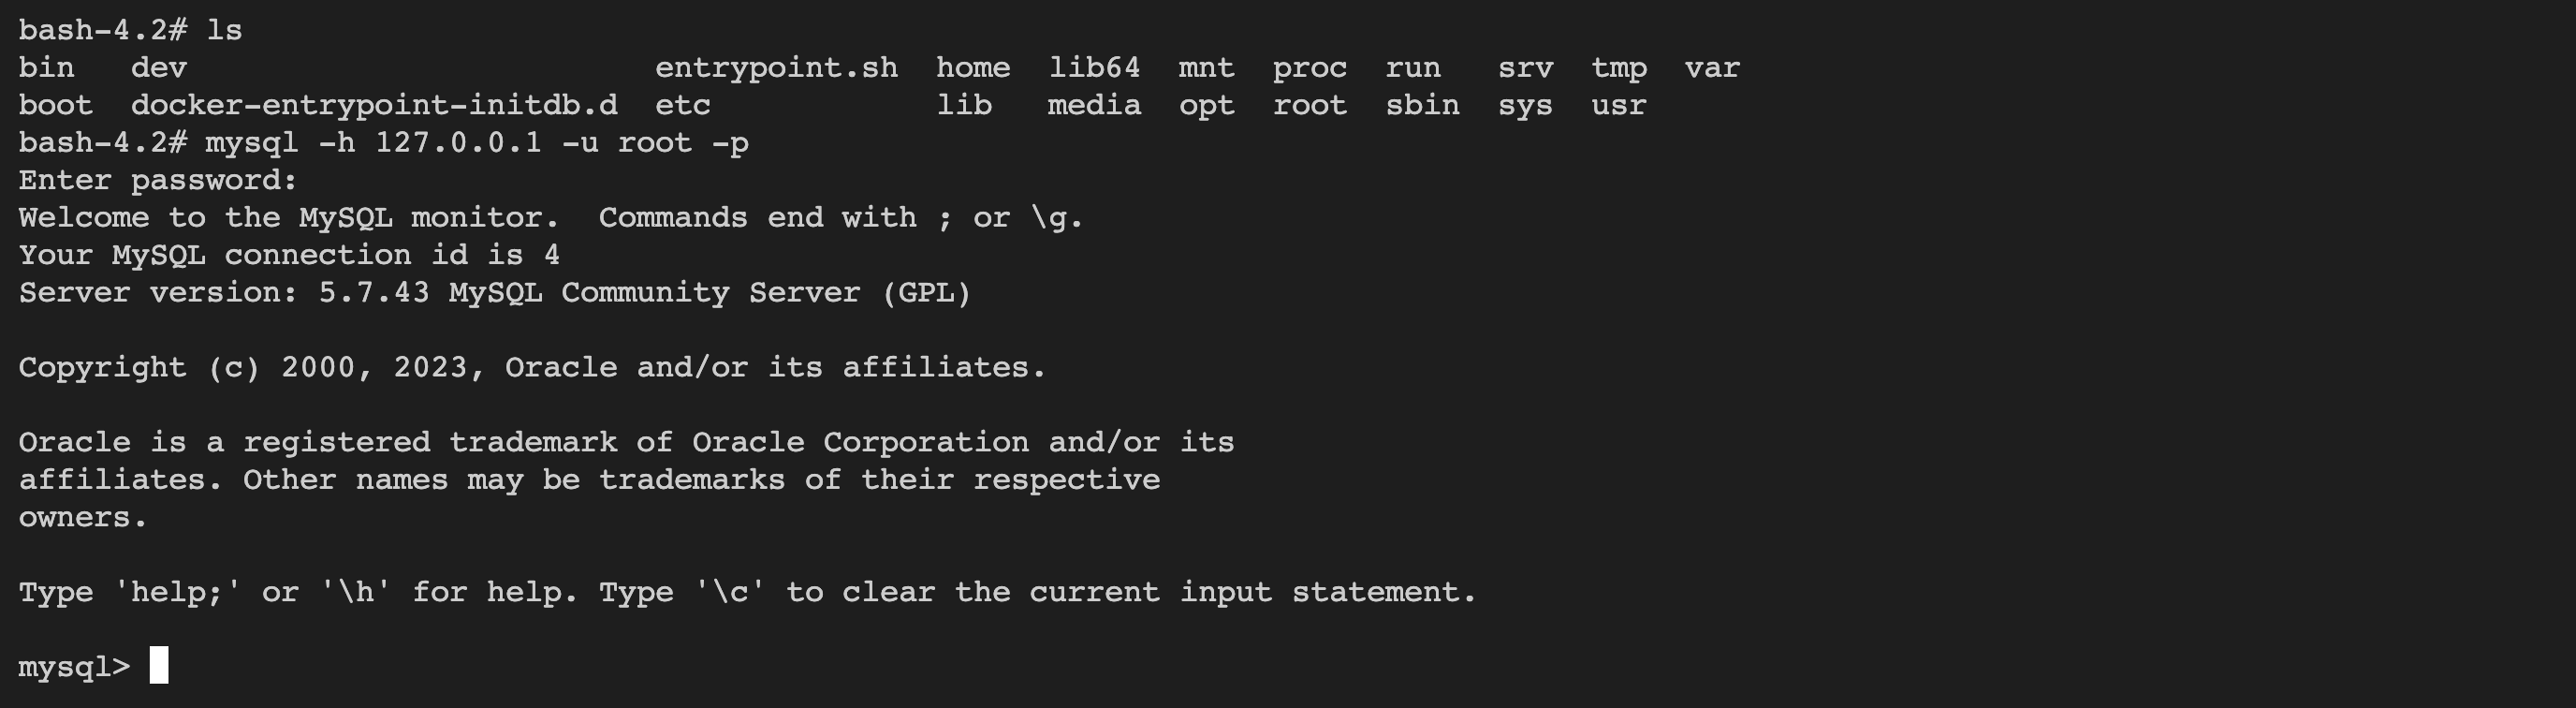 bash-4.2# ls
bin   dev                         entrypoint.sh  home  lib64  mnt  proc  run   srv  tmp  var
boot  docker-entrypoint-initdb.d  etc            lib   media  opt  root  sbin  sys  usr
bash-4.2# mysql -h 127.0.0.1 -u root -p
Enter password:
Welcome to the MySQL monitor.  Commands end with ; or \g.
Your MySQL connection id is 4
Server version: 5.7.43 MySQL Community Server (GPL)

Copyright (c) 2000, 2023, Oracle and/or its affiliates.

Oracle is a registered trademark of Oracle Corporation and/or its
affiliates. Other names may be trademarks of their respective
owners.

Type 'help;' or '\h' for help. Type '\c' to clear the current input statement.

mysql>